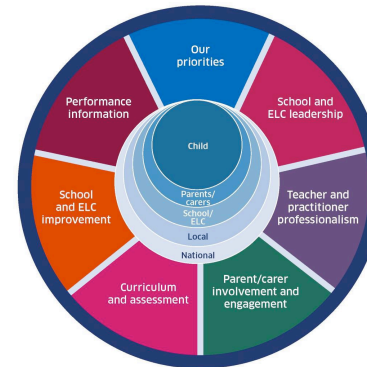 Our
priorities
School and
ELC leadership
Teacher and
practitioner
professionalism
Parent/carer
involvement and
engagement
Curriculum
and assessment
School
and ELC
improvement
Performance
information
Child
Parents/
carers
School/
ELC
Local
National